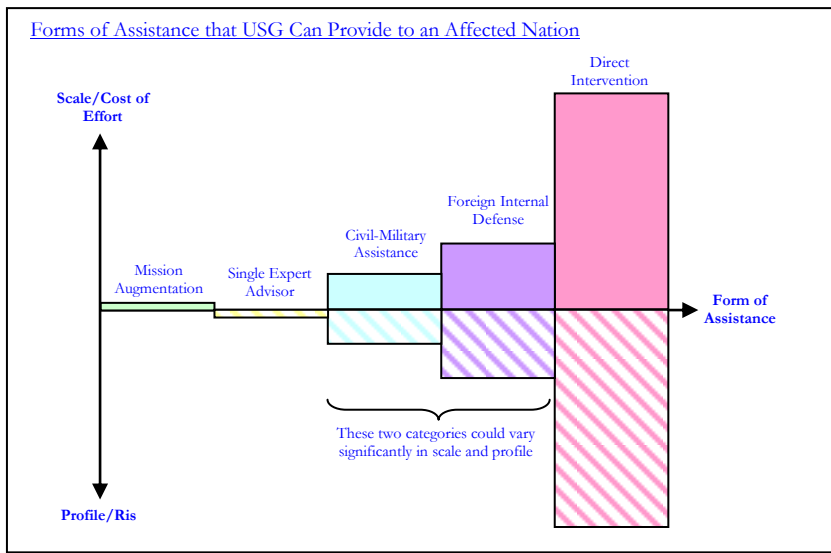 Forms of Assistance that USG Can Provide to an Affected Nation
Direct
Intervention
Scale/Cost of
Effort
Foreign Internal
Defense
Civil-Military
Assistance
Mission
Augmentation
Single Expert
Advisor
Form of
Assistance
These two categories could vary
significantly in scale and profile
Profile/Ris